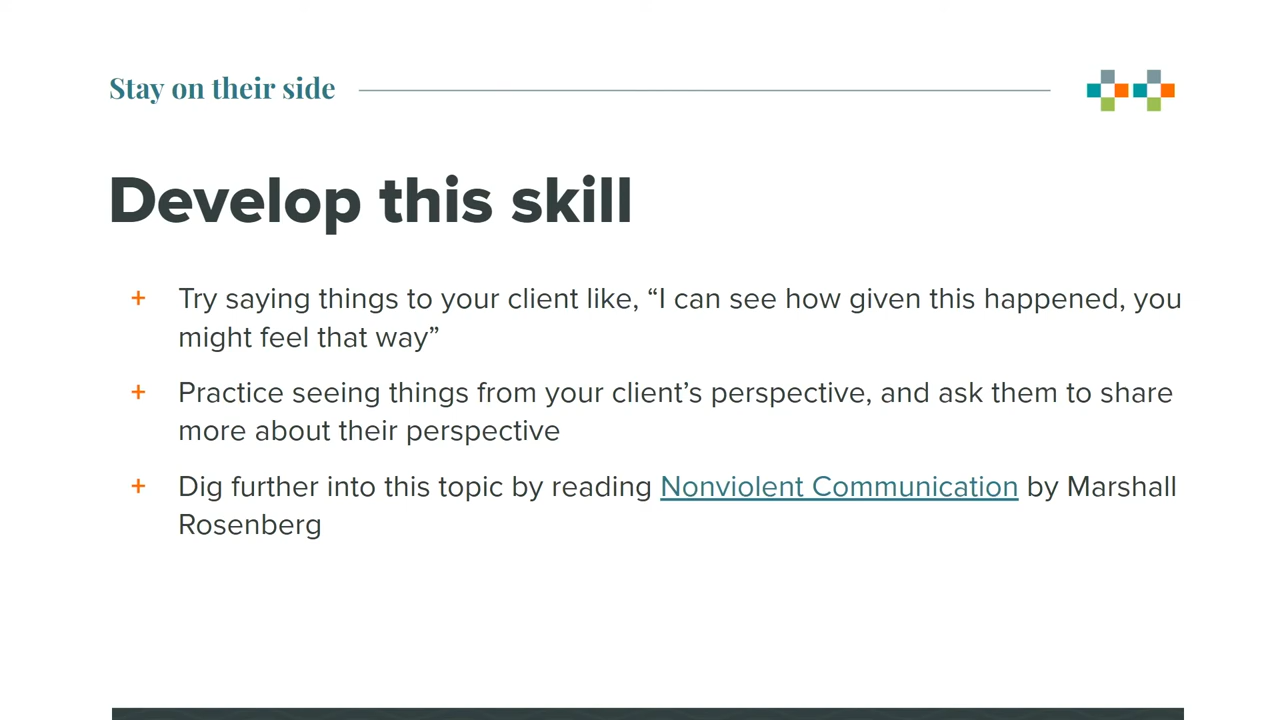 Stay on their side
Develop this skill
+ Try saying things to your client like, “I can see how given this happened, you
might feel that way”
+ Practice seeing things from your client’s perspective, and ask them to share
more about their perspective
+ Dig further into this topic by reading Nonviolent Communication by Marshall
Rosenberg